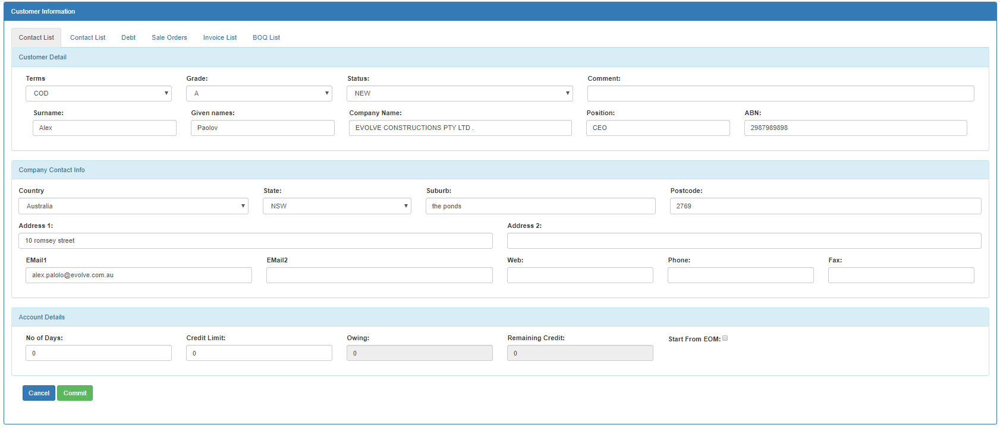 Customer Information
Contact List Contact List Debt Sale Orders Invoice List BOQ List
Customer Detail
Terms Grade: Status: Comment:
COD A NEW
Surname: Given names: Company Name: Position: ABN:
Alex Paolov EVOLVE CONSTRUCTIONS PTY LTD . CEO 2987989898
Company Contact Info
Country State: Suburb: Postcode:
Australia NSW the ponds 2769
Address 1: Address 2:
10 romsey street
EMail1 EMail2 Web: Phone: Fax:
alex.palolo@evolve.com.au
Account Details
No of Days: Credit Limit: Owing: Remaining Credit: Start From EOM:
0 0 0 0
Cancel Commit